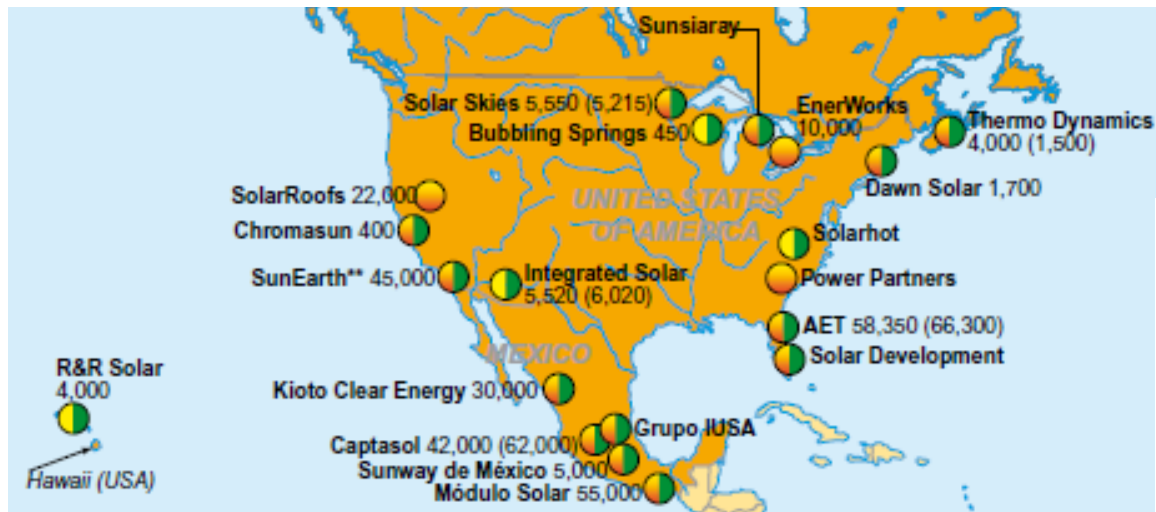 Sunsiaray
Solar Skies 5,550 (5,215)
EnerWorks
10,000
Bubbling Springs 450
Thermo Dynamics
4,000 (1,500)
Dawn Solar 1,700
SolarRoofs 22,000
UNITED STATES
OF AMERICA
Chromasun 400
Solarhot
SunEarth** 45,000
Integrated Solar
5,520 (6,020)
Power Partners
AET 58,350 (66,300)
MEXICO
Solar Development
R&R Solar
4,000
Kioto Clear Energy 30,000
Grupo IUSA
Captasol 42,000 (62,000)
Sunway de México 5,000
Hawaii (USA)
Módulo Solar 55,000